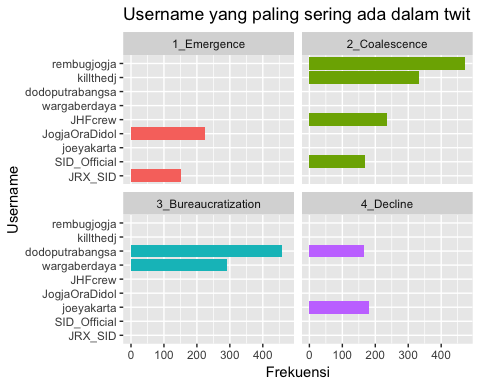 Username yang paling sering ada dalam twit
1_Emergence
2_Coalescence
rembugjogja
killthedj
dodoputrabangsa
wargaberdaya
JHFcrew
JogjaOraDidol
joeyakarta
SID_Official
JRX_SID
Username
3_Bureaucratization
4_Decline
rembugjogja
killthedj
dodoputrabangsa
wargaberdaya
JHFcrew
JogjaOraDidol
joeyakarta
SID_Official
JRX_SID
0 100 200 300 400
0 100 200 300 400
Frekuensi